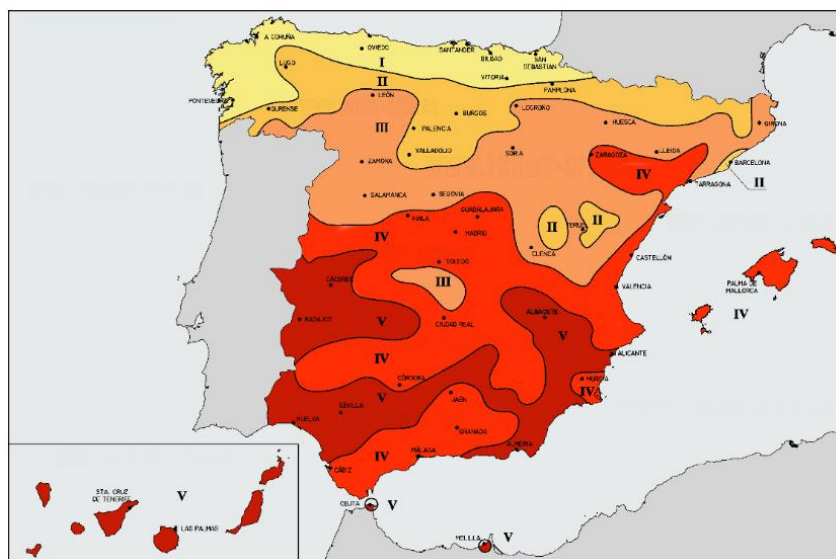 A CORUÑA
OVIEDO
SANTANDER
BILBAO
SAN
SEBASTIAN
I
LUGO
II
VITORIA
PAMPLONA
LEÓN
PONTEVEDRA
OURENSE
BURGOS
LOGROÑO
HUESCA
GIRONA
III
PALENCIA
VALLADOLID
SORIA
ZARAGOZA
LLEIDA
BARCELONA
ZAMORA
IV
II
TARRAGONA
SALAMANCA
SEGOVIA
AVILA
GUADALAJARA
IV
MADRID
II
TERUEL
II
TOLEDO
CUENCA
CASTELLÓN
CÁCERES
III
VALENCIA
PALMA DE
MALLORCA
IV
BADAJOZ
V
CIUDAD REAL
ALBACETE
V
IV
ALICANTE
CÓRDOBA
MURCIA
IV
V
JAÉN
SEVILLA
HUELVA
GRANADA
ALMERIA
IV
MÁLAGA
CÁDIZ
STA. CRUZ
DE TENERIFE
V
LAS PALMAS
CEUTA
V
MELILLA
V